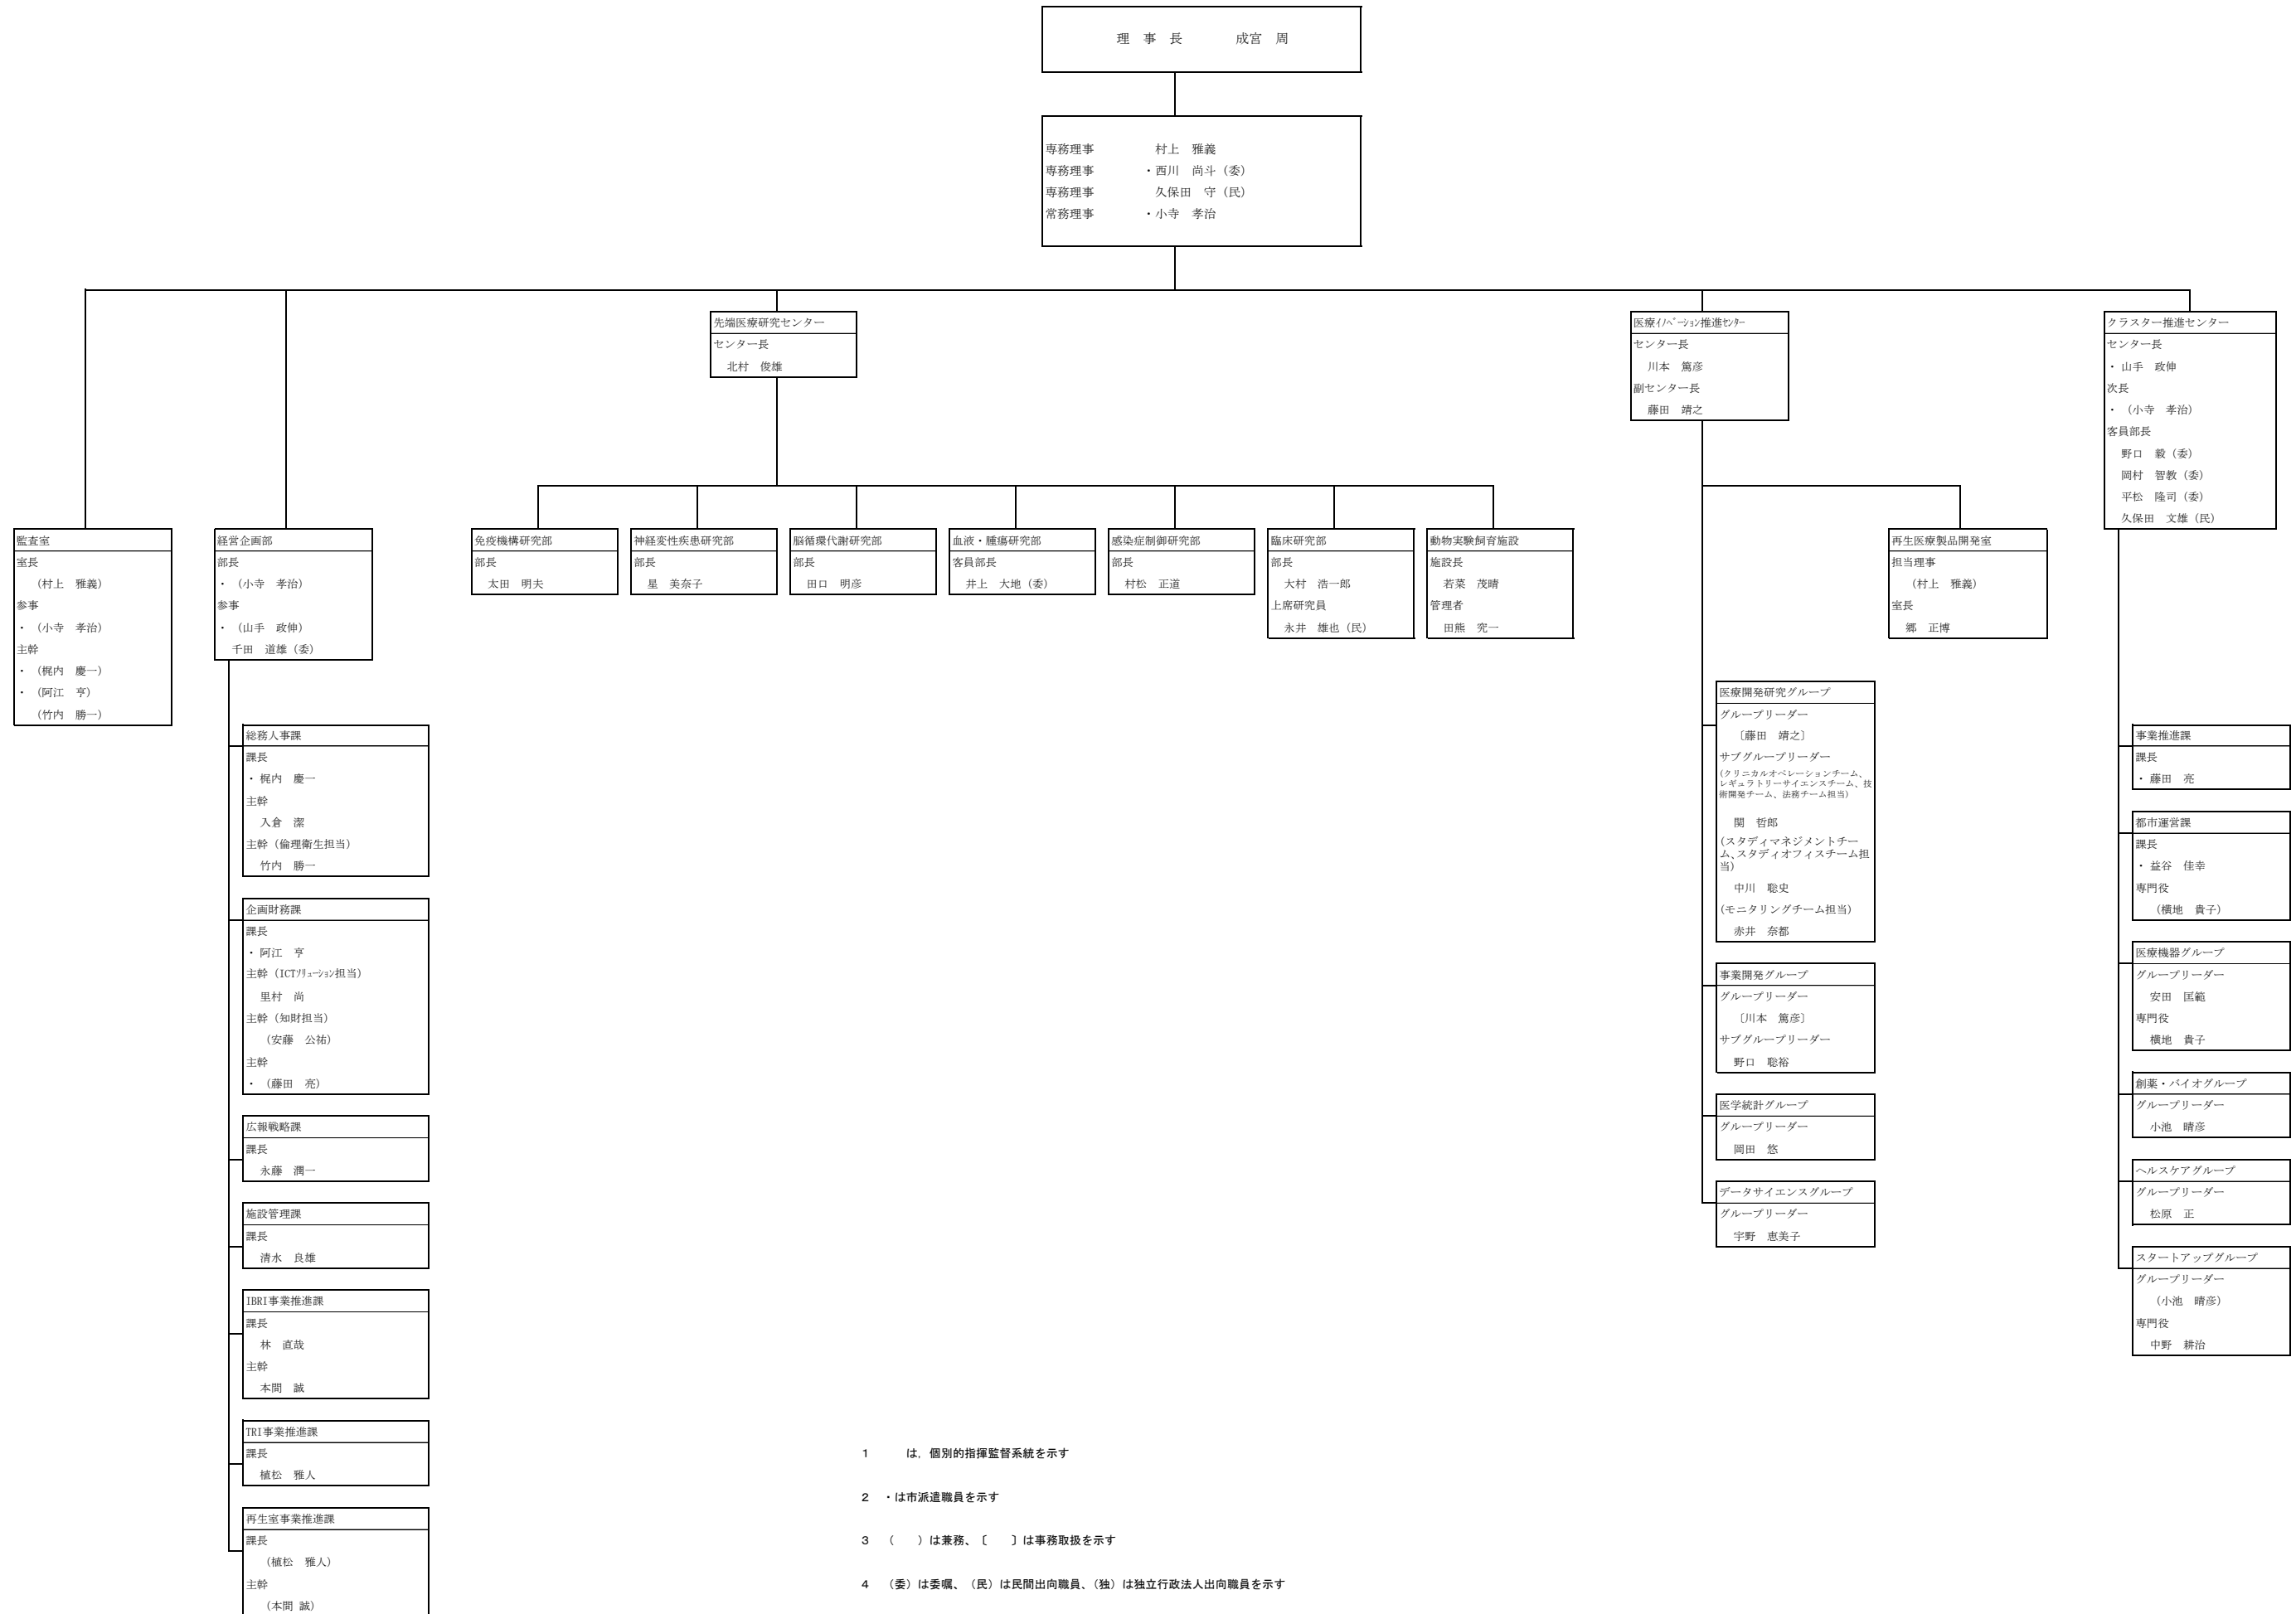 理　事　長　　　　成宮　周
専務理事　　　　　村上　雅義
専務理事　　　　・西川　尚斗（委）
専務理事　　　　　久保田　守（民）
常務理事　　　　・小寺　孝治
先端医療研究センター
センター長
北村　俊雄
医療ｲﾉﾍﾞｰｼｮﾝ推進ｾﾝﾀｰ
センター長
川本　篤彦
副センター長
藤田　靖之
クラスター推進センター
センター長
・ 山手　政伸
次長
・ （小寺　孝治）
客員部長
野口　毅（委）
岡村　智教（委）
平松　隆司（委）
久保田　文雄（民）
監査室
室長
（村上　雅義）
参事
・ （小寺　孝治）
主幹
・ （梶内　慶一）
・ （阿江　亨）
（竹内　勝一）
経営企画部
部長
・ （小寺　孝治）
参事
・ （山手　政伸）
千田　道雄（委）
免疫機構研究部
部長
太田　明夫
神経変性疾患研究部
部長
星　美奈子
脳循環代謝研究部
部長
田口　明彦
血液・腫瘍研究部
客員部長
井上　大地（委）
感染症制御研究部
部長
村松　正道
臨床研究部
部長
大村　浩一郎
上席研究員
永井　雄也（民）
動物実験飼育施設
施設長
若菜　茂晴
管理者
田熊　究一
再生医療製品開発室
担当理事
（村上　雅義）
室長
郷　正博
総務人事課
課長
・ 梶内　慶一
主幹
入倉　潔
主幹（倫理衛生担当）
竹内　勝一
企画財務課
課長
・ 阿江　亨
主幹（ICTｿﾘｭｰｼｮﾝ担当）
里村　尚
主幹（知財担当）
（安藤　公祐）
主幹
・ （藤田　亮）
広報戦略課
課長
永藤　潤一
施設管理課
課長
清水　良雄
IBRI事業推進課
課長
林　直哉
主幹
本間　誠
TRI事業推進課
課長
植松　雅人
再生室事業推進課
課長
（植松　雅人）
主幹
（本間 誠）
医療開発研究グループ
グループリーダー
〔藤田　靖之〕
サブグループリーダー
(クリニカルオペレーションチーム、
レギュラトリーサイエンスチーム、技
術開発チーム、法務チーム担当)
関　哲郎
(スタディマネジメントチー
ム、スタディオフィスチーム担
当)
中川　聡史
(モニタリングチーム担当)
赤井　奈都
事業開発グループ
グループリーダー
〔川本　篤彦〕
サブグループリーダー
野口　聡裕
医学統計グループ
グループリーダー
岡田　悠
データサイエンスグループ
グループリーダー
宇野　恵美子
事業推進課
課長
・ 藤田　亮
都市運営課
課長
・ 益谷　佳幸
専門役
（横地　貴子）
医療機器グループ
グループリーダー
安田　匡範
専門役
横地　貴子
創薬・バイオグループ
グループリーダー
小池　晴彦
ヘルスケアグループ
グループリーダー
松原　正
スタートアップグループ
グループリーダー
（小池　晴彦）
専門役
中野　耕治
１　　　は，個別的指揮監督系統を示す
２　・は市派遣職員を示す
３　（　　）は兼務、〔　　〕は事務取扱を示す
４　（委）は委嘱、（民）は民間出向職員、（独）は独立行政法人出向職員を示す